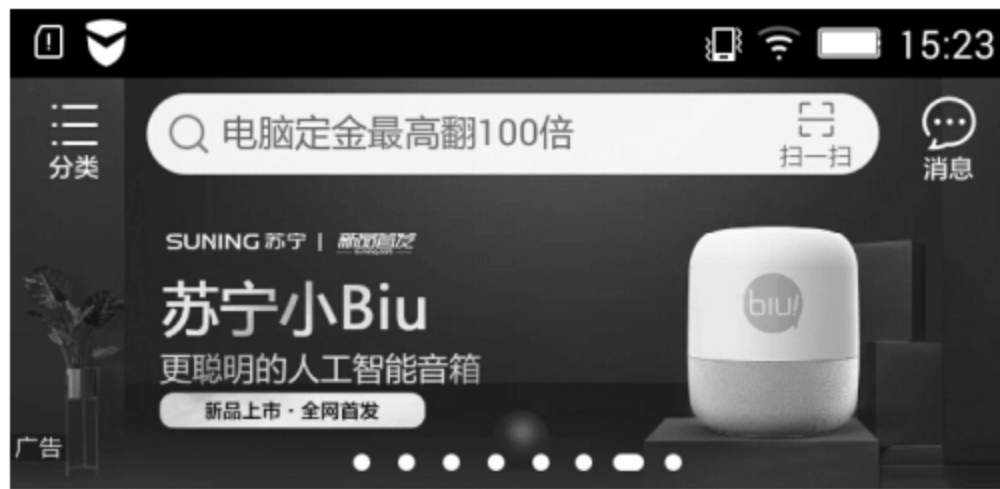 15:23
分类
电脑定金最高翻100倍
扫一扫
消息
SUNING 苏宁 | 新品首发
苏宁小Biu
biu!
更聪明的人工智能音箱
新品上市·全网首发
广告